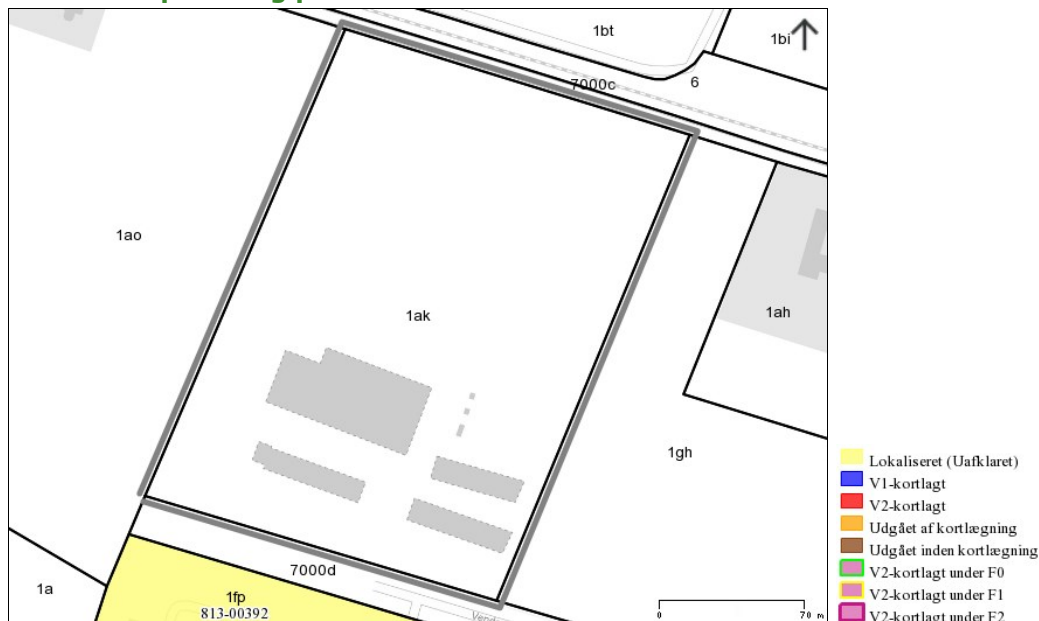 1bt
1bi
7000c
6
1ao
1ak
1ah
1gh
7000d
1a
1fp
813-00392
0
70 m
Lokaliseret (Uafklaret)
V1-kortlagt
V2-kortlagt
Udgået af kortlægning
Udgået inden kortlægning
V2-kortlagt under F0
V2-kortlagt under F1
V2-kortlagt under F2